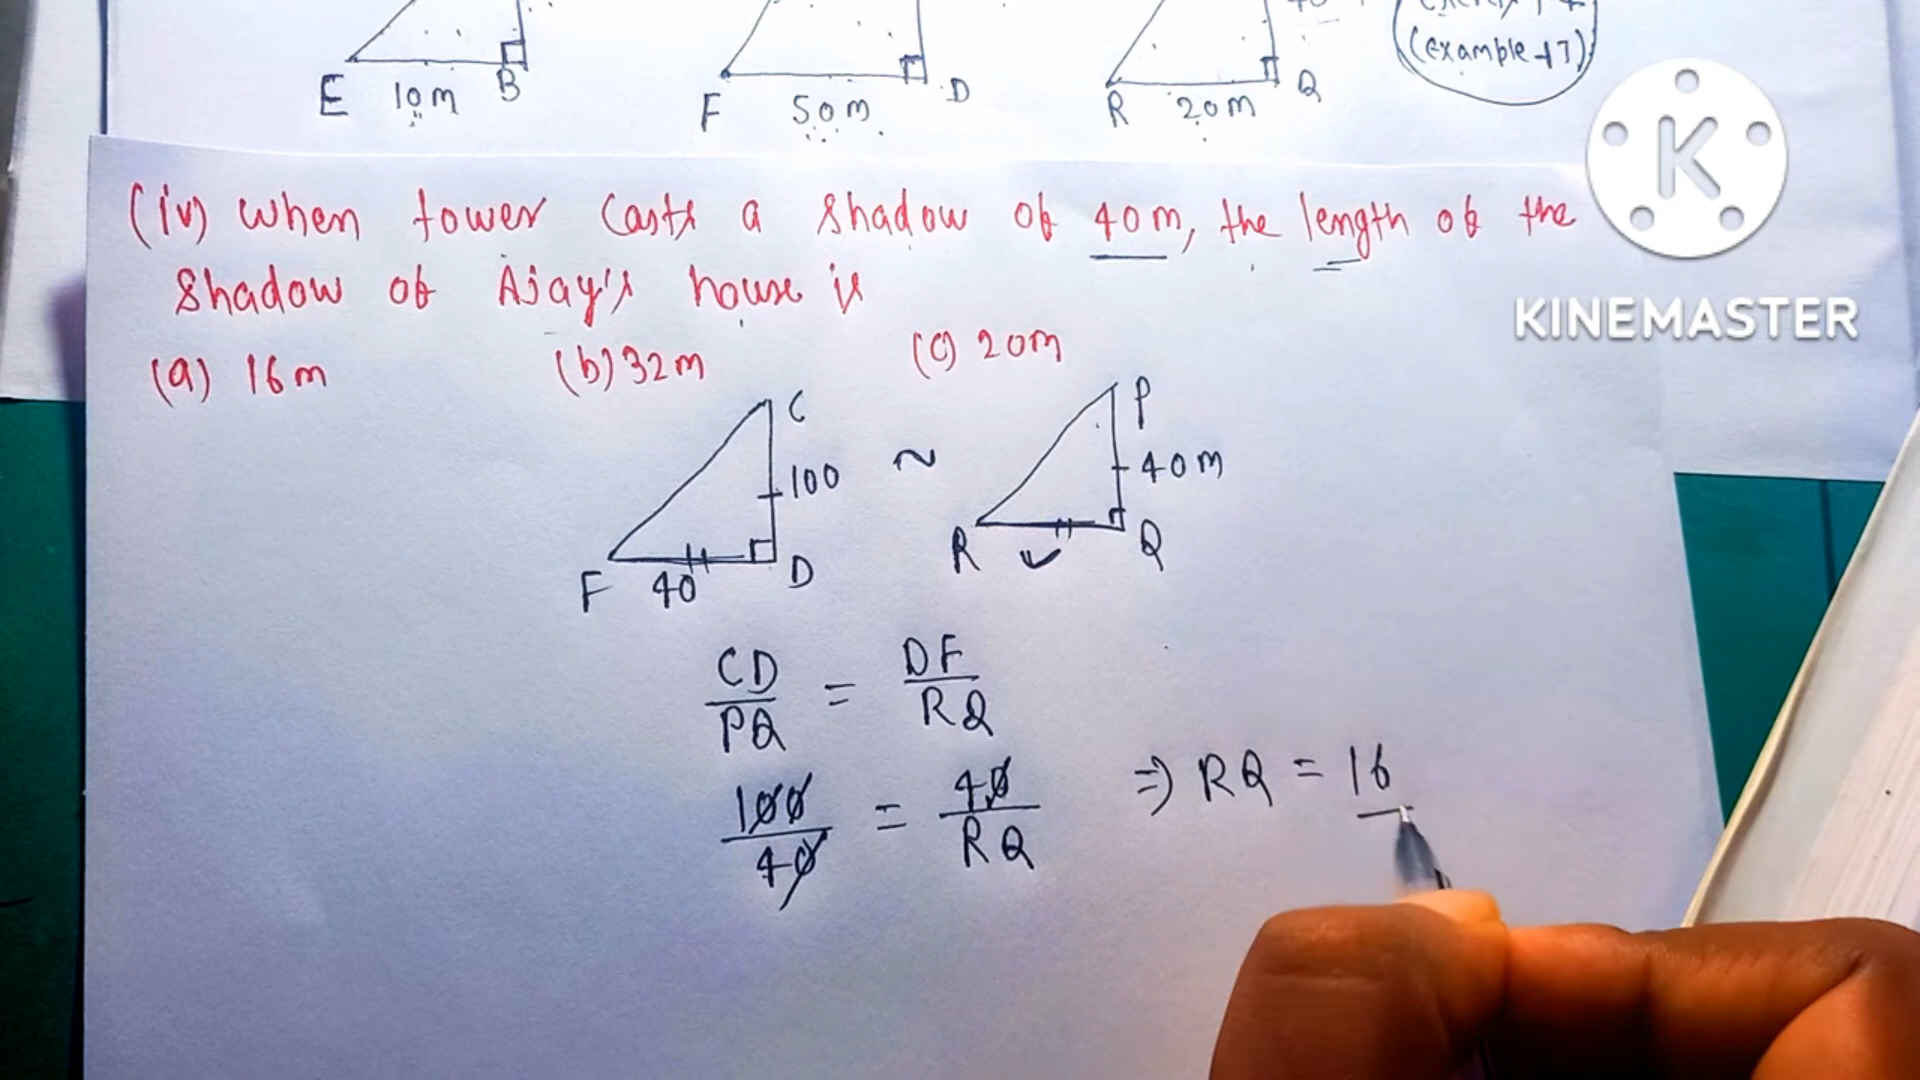 (example-17)
E 10m B F 50m D R 20m Q
(iv) when tower casts a shadow of 40m, the length of the
shadow of Ajay's house is
(a) 16m (b) 32m (c) 20m
KINEMASTER
C P
100 ~ 40m
F 40 D R Q
CD/PQ = DF/RQ
100/40 = 40/RQ ⇒ RQ = 16